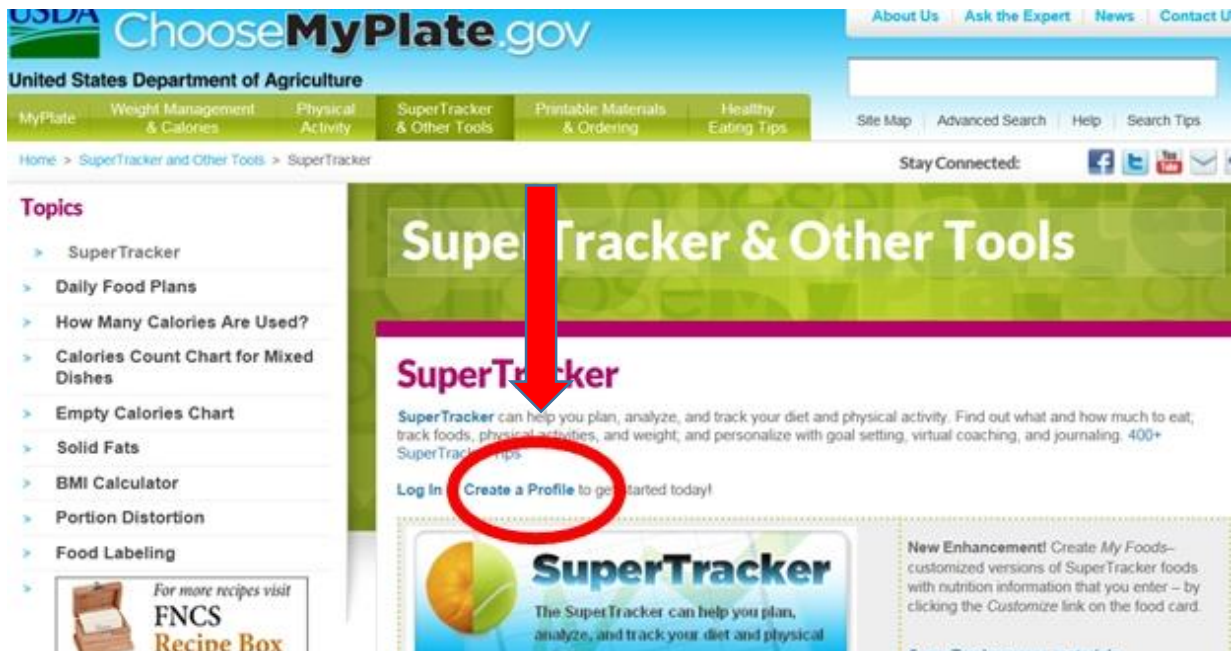 USDA ChooseMyPlate.gov
United States Department of Agriculture
About Us Ask the Expert News Contact
MyPlate
Weight Management & Calories
Physical Activity
SuperTracker & Other Tools
Printable Materials & Ordering
Healthy Eating Tips
Site Map Advanced Search Help Search Tips
Home > SuperTracker and Other Tools > SuperTracker
Stay Connected:
Topics
> SuperTracker
> Daily Food Plans
> How Many Calories Are Used?
> Calories Count Chart for Mixed
Dishes
> Empty Calories Chart
> Solid Fats
> BMI Calculator
> Portion Distortion
> Food Labeling
For more recipes visit
FNCS
Recipe Box
SuperTracker & Other Tools
SuperTracker
SuperTracker can help you plan, analyze, and track your diet and physical activity. Find out what and how much to eat;
track foods, physical activities, and weight; and personalize with goal setting, virtual coaching, and journaling. 400+
SuperTracker Tips
Log In Create a Profile to get started today!
SuperTracker
The SuperTracker can help you plan,
analyze, and track your diet and physical
New Enhancement! Create My Foods–
customized versions of SuperTracker foods
with nutrition information that you enter – by
clicking the Customize link on the food card.